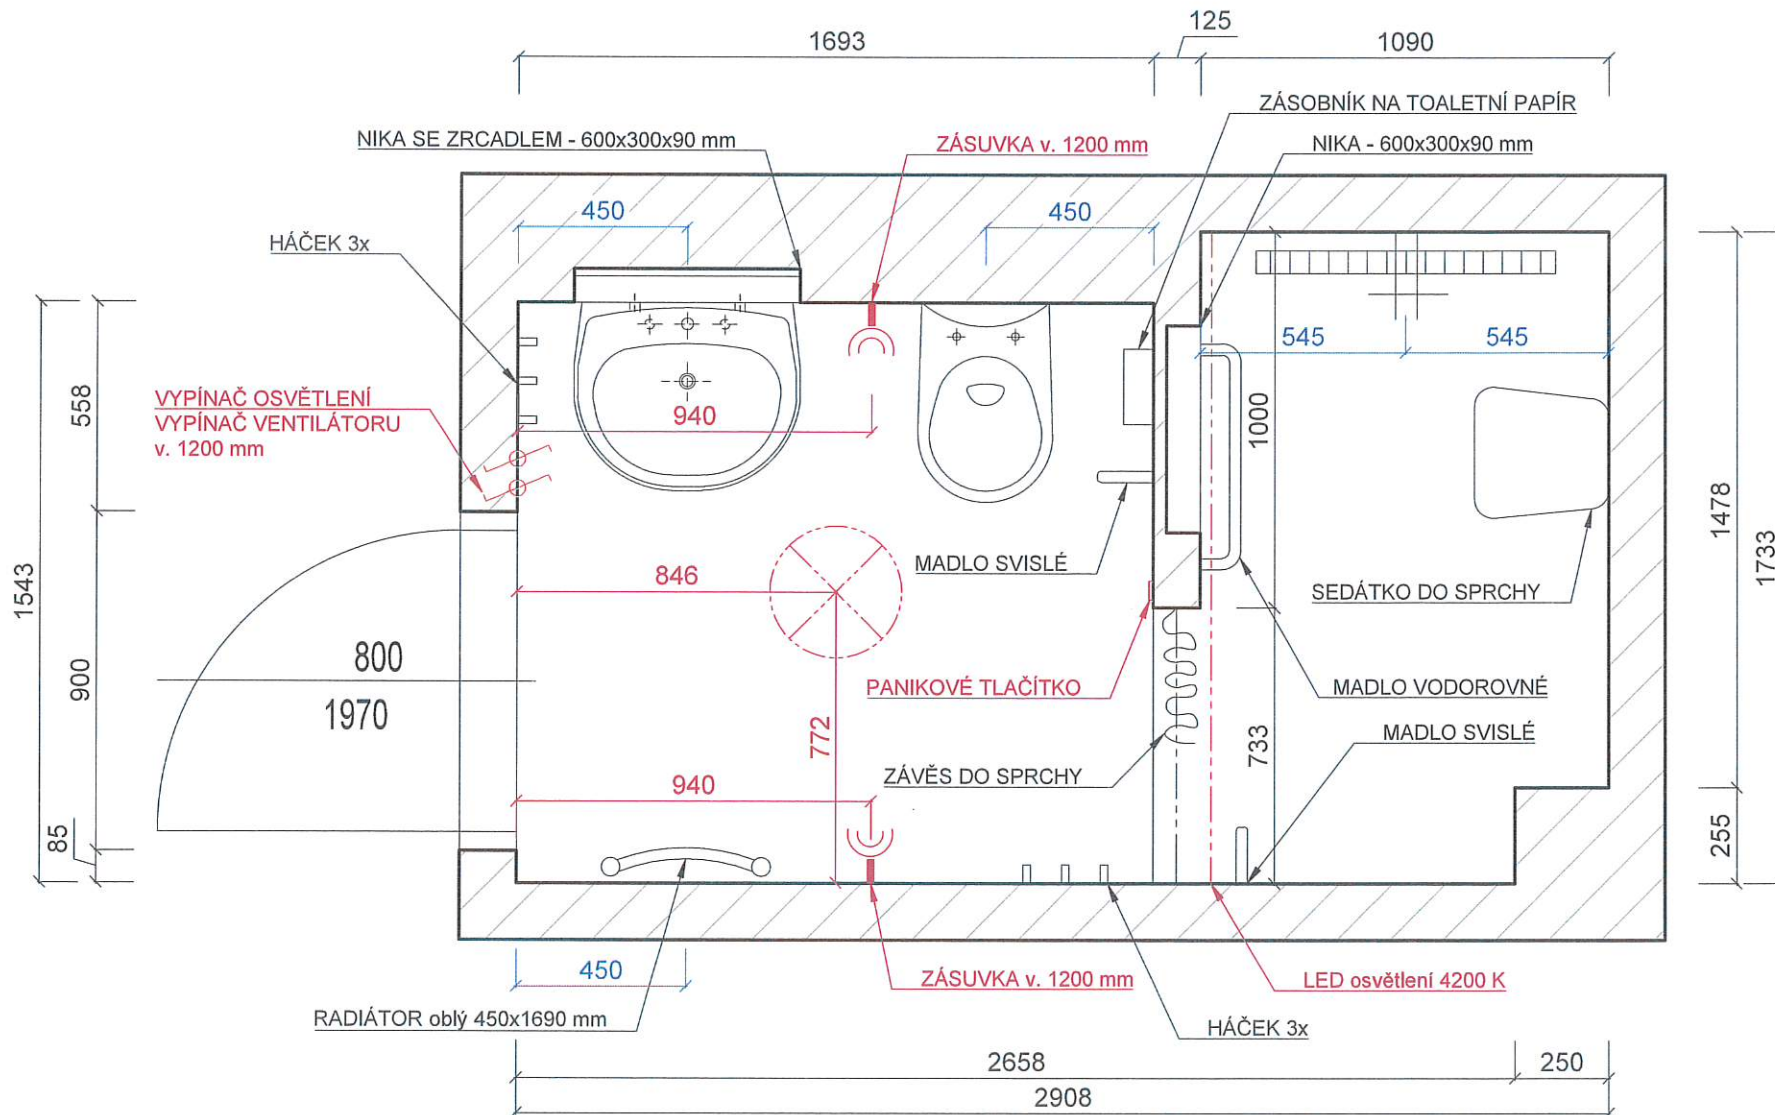 125
1693
1090
ZÁSOBNÍK NA TOALETNÍ PAPÍR
NIKA SE ZRCADLEM - 600x300x90 mm
ZÁSUVKA v. 1200 mm
NIKA - 600x300x90 mm
450
450
HÁČEK 3x
545
545
VYPÍNAČ OSVĚTLENÍ
VYPÍNAČ VENTILÁTORU
v. 1200 mm
558
940
1000
1478
1733
1543
MADLO SVISLÉ
846
SEDÁTKO DO SPRCHY
800
1970
900
PANIKOVÉ TLAČÍTKO
MADLO VODOROVNÉ
772
733
MADLO SVISLÉ
ZÁVĚS DO SPRCHY
940
85
255
450
ZÁSUVKA v. 1200 mm
LED osvětlení 4200 K
RADIÁTOR oblý 450x1690 mm
HÁČEK 3x
2658
250
2908